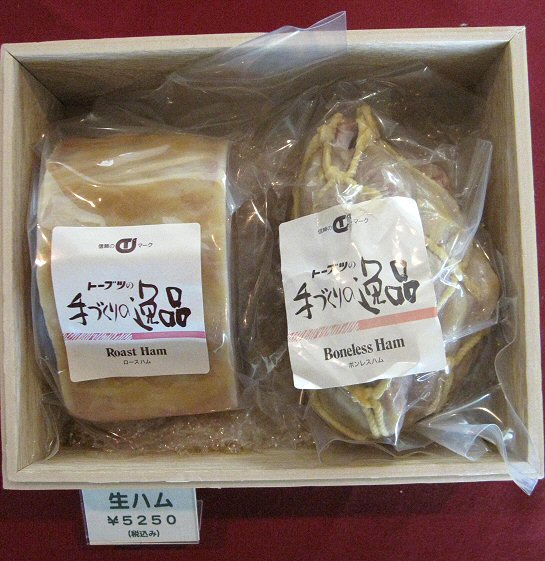 信頼の CTJ マーク
トーブツの
手づくりの逸品
Roast Ham
ロースハム
信頼の CTJ マーク
トーブツの
手づくりの逸品
Boneless Ham
ボンレスハム
生ハム
¥5250
(税込み)